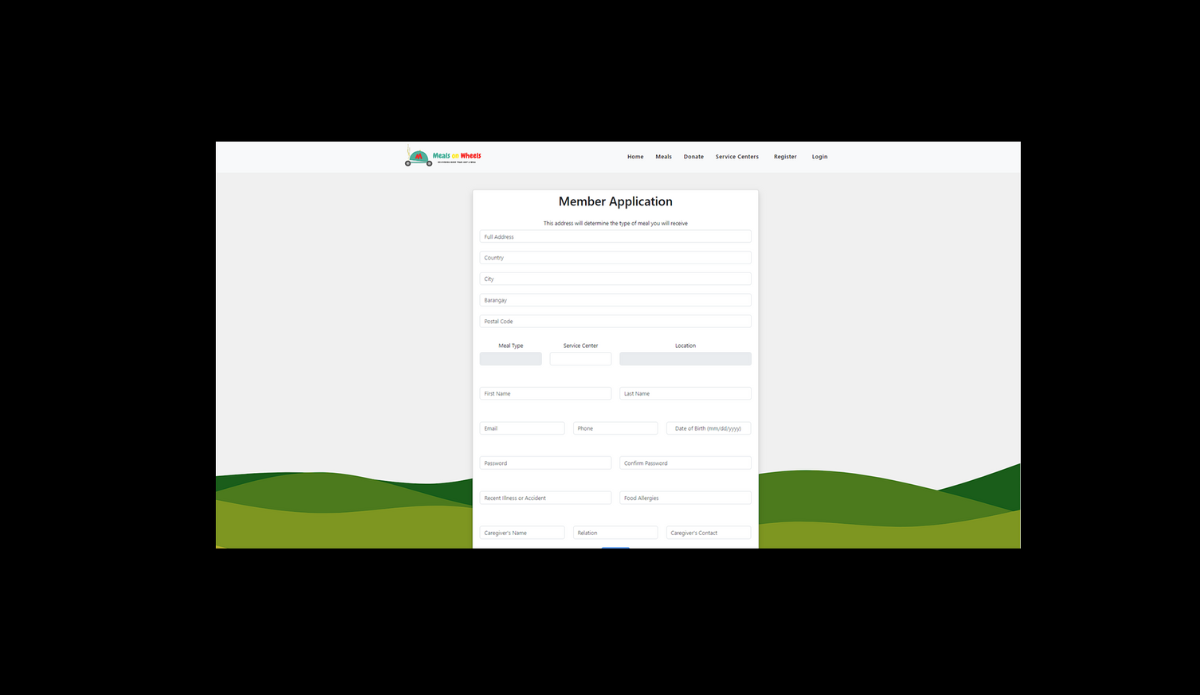 Meals on Wheels
Home Meals Donate Service Centers Register Login
Member Application
This address will determine the type of meal you will receive
Full Address
Country
City
Barangay
Postal Code
Meal Type Service Center Location
First Name Last Name
Email Phone Date of Birth (mm/dd/yyyy)
Password Confirm Password
Recent Illness or Accident Food Allergies
Caregiver's Name Relation Caregiver's Contact